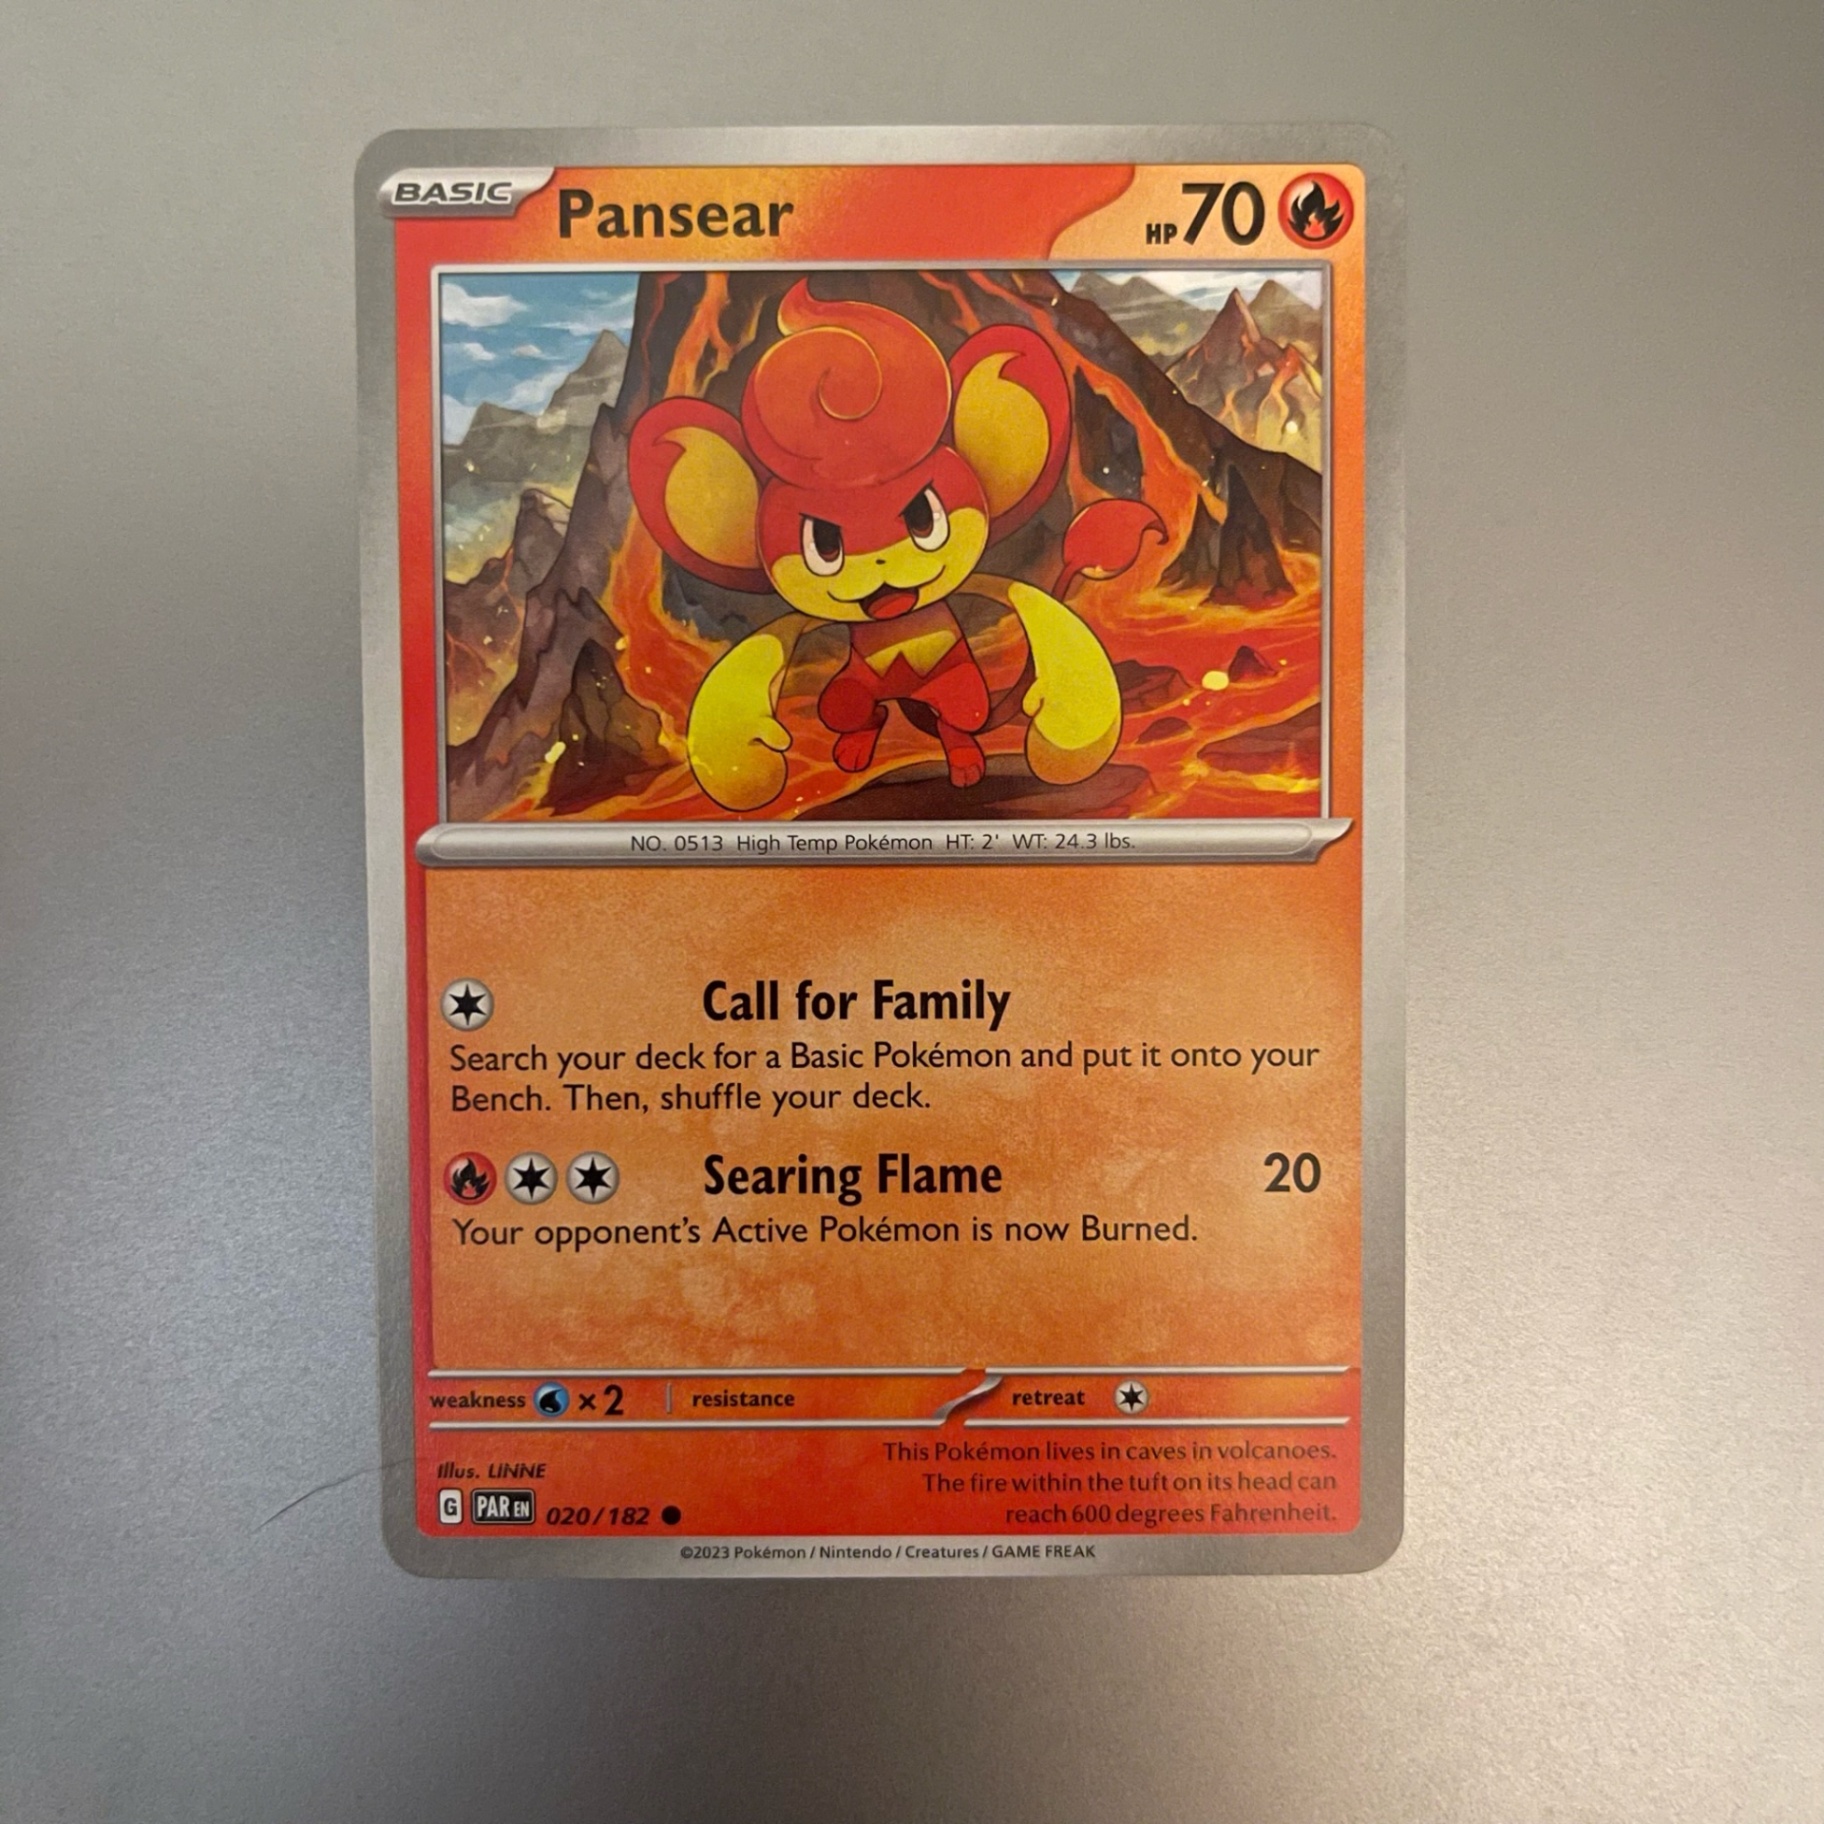 BASIC Pansear HP 70
NO. 0513 High Temp Pokémon HT: 2' WT: 24.3 lbs.
Call for Family
Search your deck for a Basic Pokémon and put it onto your
Bench. Then, shuffle your deck.
Searing Flame 20
Your opponent's Active Pokémon is now Burned.
weakness ×2 resistance retreat
This Pokémon lives in caves in volcanoes.
The fire within the tuft on its head can
reach 600 degrees Fahrenheit.
Illus. LINNE
G PAR EN 020/182
©2023 Pokémon / Nintendo / Creatures / GAME FREAK